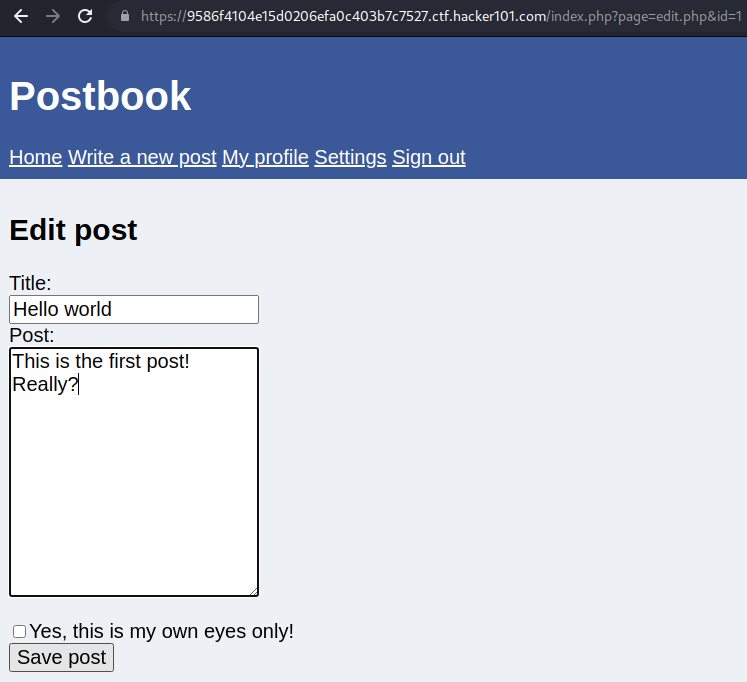 https://9586f4104e15d0206efa0c403b7c7527.ctf.hacker101.com/index.php?page=edit.php&id=1
Postbook
Home Write a new post My profile Settings Sign out
Edit post
Title:
Hello world
Post:
This is the first post!
Really?
Yes, this is my own eyes only!
Save post